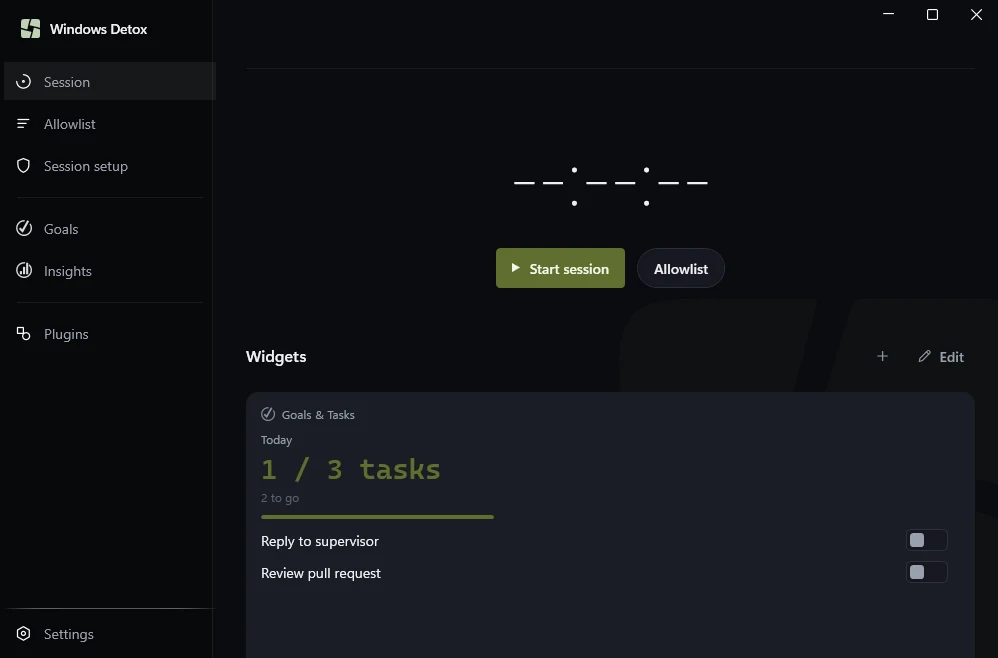 Windows Detox
Session
Allowlist
Session setup
Goals
Insights
Plugins
Settings
– – : – – : – –
Start session
Allowlist
Widgets
+
Edit
Goals & Tasks
Today
1 / 3 tasks
2 to go
Reply to supervisor
Review pull request